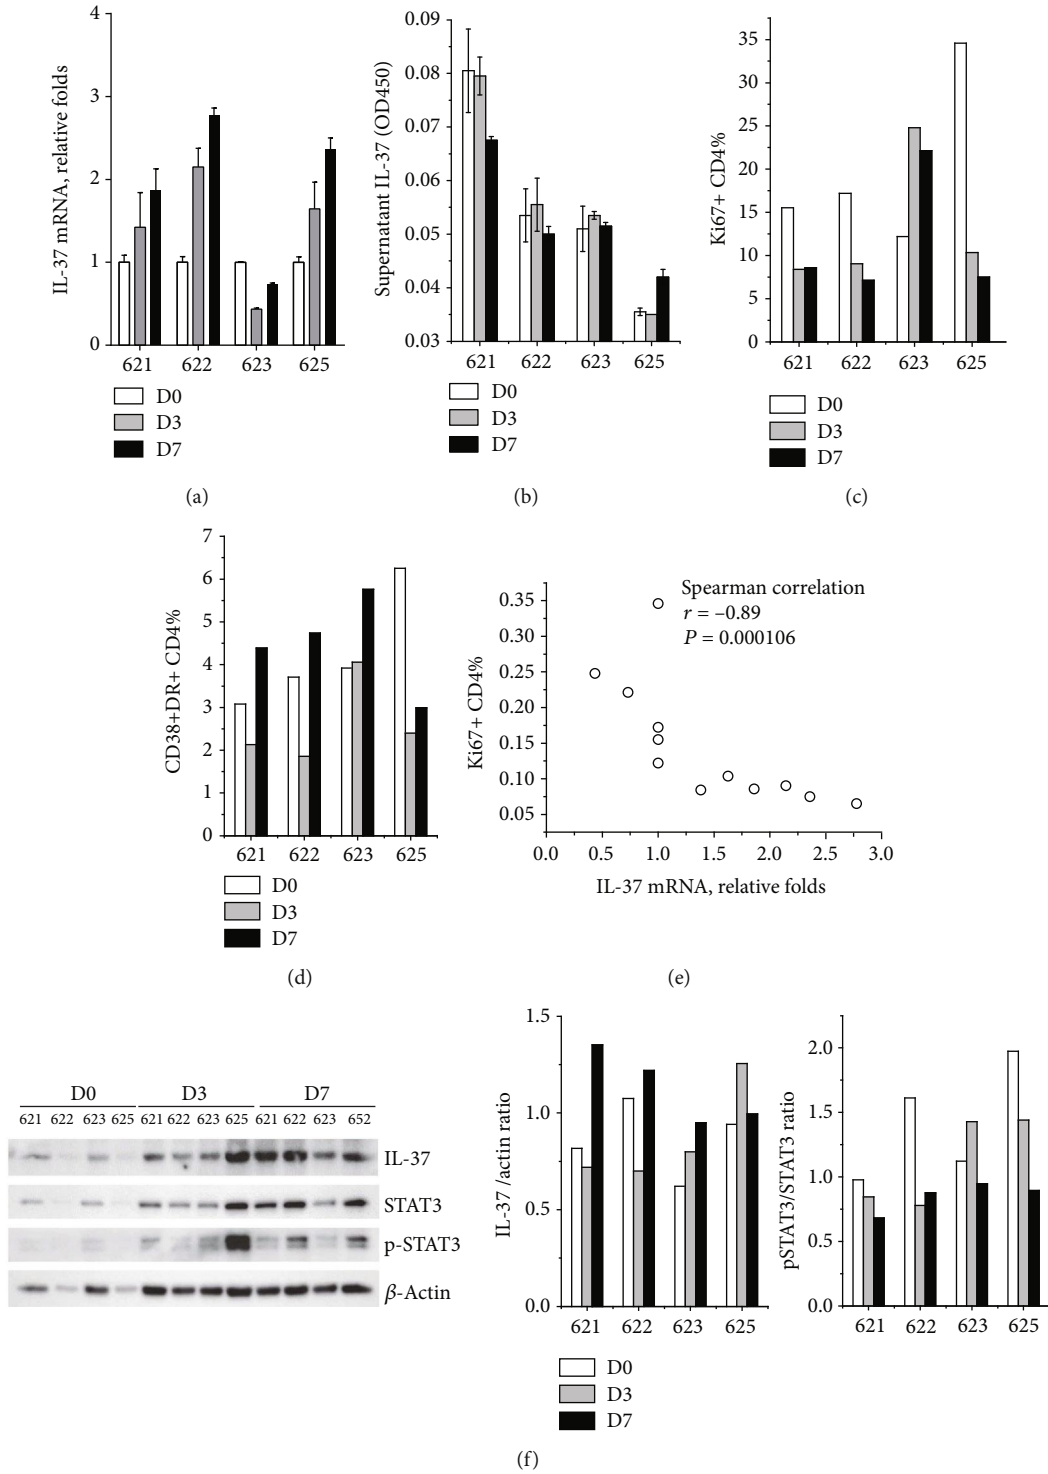 IL-37 mRNA, relative folds
4
3
2
1
0
621 622 623 625
D0
D3
D7
(a)
Supernatant IL-37 (OD450)
0.09
0.08
0.07
0.06
0.05
0.04
0.03
621 622 623 625
D0
D3
D7
(b)
Ki67+ CD4%
35
30
25
20
15
10
5
0
621 622 623 625
D0
D3
D7
(c)
CD38+DR+ CD4%
7
6
5
4
3
2
1
0
621 622 623 625
D0
D3
D7
(d)
Ki67+ CD4%
0.35
0.30
0.25
0.20
0.15
0.10
0.05
Spearman correlation
r = –0.89
P = 0.000106
0.0 0.5 1.0 1.5 2.0 2.5 3.0
IL-37 mRNA, relative folds
(e)
D0 D3 D7
621 622 623 625 621 622 623 625 621 622 623 652
IL-37
STAT3
p-STAT3
β-Actin
IL-37 /actin ratio
1.5
1.0
0.5
0.0
621 622 623 625
D0
D3
D7
pSTAT3/STAT3 ratio
2.0
1.5
1.0
0.5
0.0
621 622 623 625
(f)